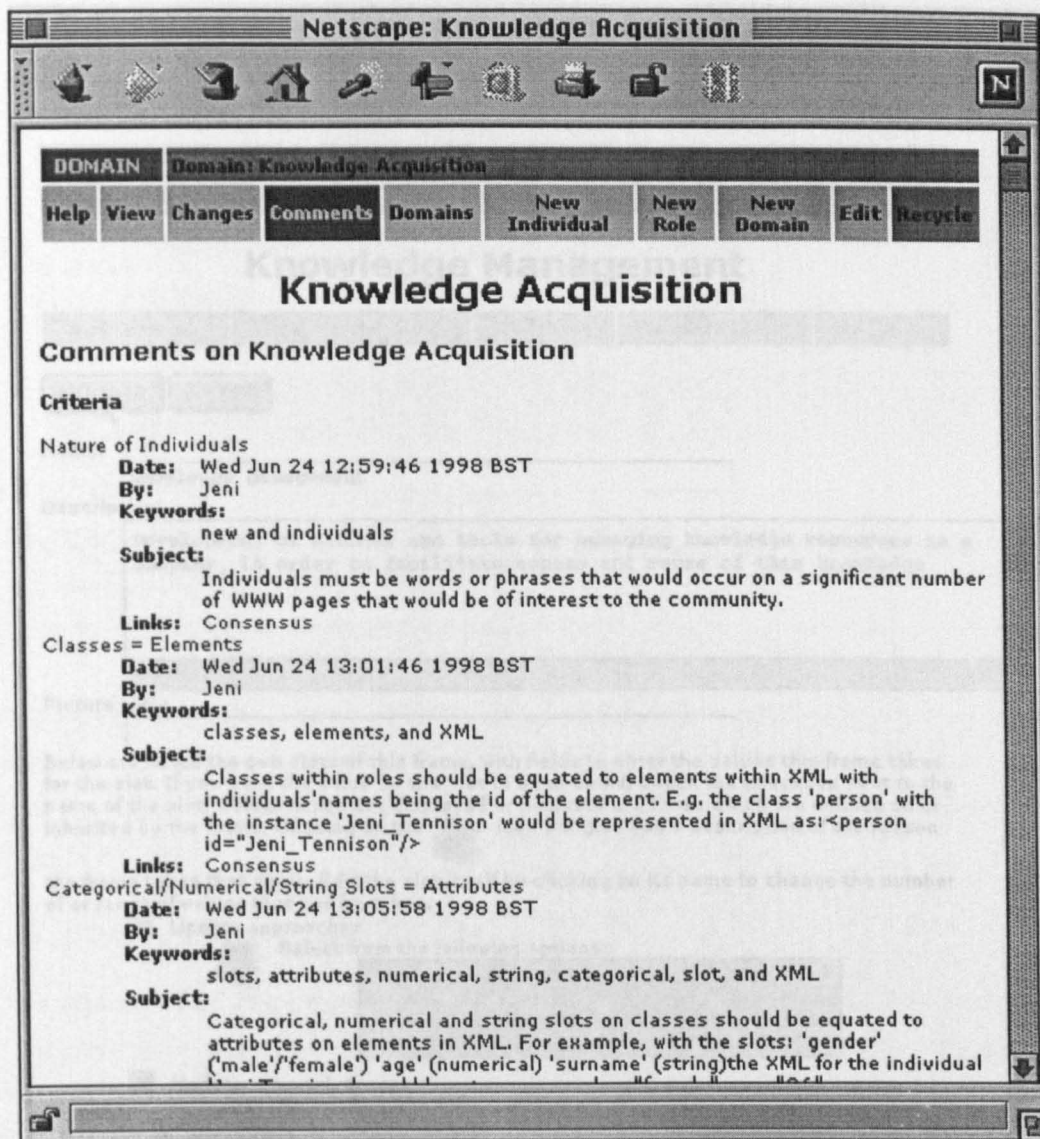 Netscape: Knowledge Acquisition
N
DOMAIN Domain: Knowledge Acquisition
Help View Changes Comments Domains New Individual New Role New Domain Edit Recycle
Knowledge Management
Knowledge Acquisition
Comments on Knowledge Acquisition
Criteria
Nature of Individuals
Date: Wed Jun 24 12:59:46 1998 BST
By: Jeni
Keywords:
new and individuals
Subject:
Individuals must be words or phrases that would occur on a significant number
of WWW pages that would be of interest to the community.
Links: Consensus
Classes = Elements
Date: Wed Jun 24 13:01:46 1998 BST
By: Jeni
Keywords:
classes, elements, and XML
Subject:
Classes within roles should be equated to elements within XML with
individuals'names being the id of the element. E.g. the class 'person' with
the instance 'Jeni_Tennison' would be represented in XML as:<person
id="Jeni_Tennison"/>
Links: Consensus
Categorical/Numerical/String Slots = Attributes
Date: Wed Jun 24 13:05:58 1998 BST
By: Jeni
Keywords:
slots, attributes, numerical, string, categorical, slot, and XML
Subject:
Categorical, numerical and string slots on classes should be equated to
attributes on elements in XML. For example, with the slots: 'gender'
('male'/'female') 'age' (numerical) 'surname' (string)the XML for the individual